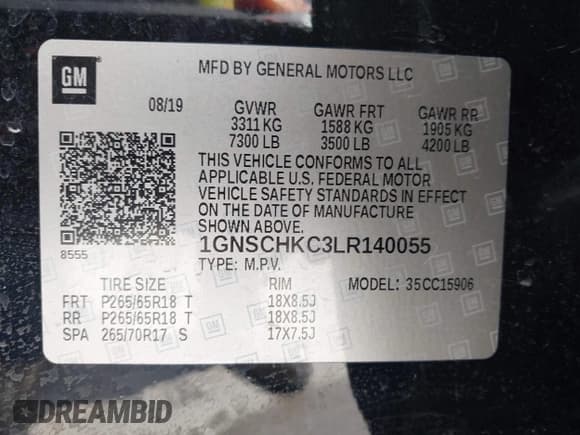 GM
MFD BY GENERAL MOTORS LLC
08/19 GVWR GAWR FRT GAWR RR
3311 KG 1588 KG 1905 KG
7300 LB 3500 LB 4200 LB
THIS VEHICLE CONFORMS TO ALL
APPLICABLE U.S. FEDERAL MOTOR
VEHICLE SAFETY STANDARDS IN EFFECT
ON THE DATE OF MANUFACTURE
SHOWN ABOVE.
8555
1GNSCHKC3LR140055
TYPE: M.P.V. MODEL: 35CC15906
TIRE SIZE RIM
FRT P265/65R18 T 18X8.5J
RR P265/65R18 T 18X8.5J
SPA 265/70R17 S 17X7.5J
DREAMBID